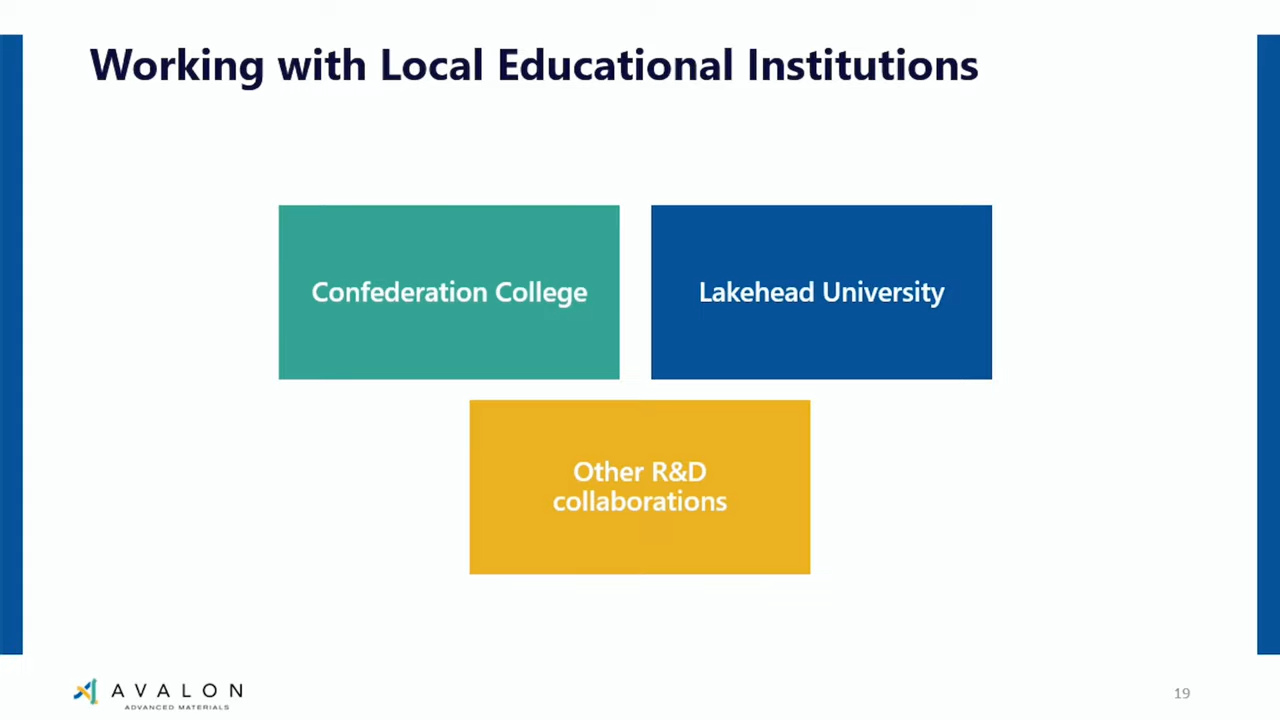 Working with Local Educational Institutions
Confederation College
Lakehead University
Other R&D
collaborations
AVALON
ADVANCED MATERIALS
19